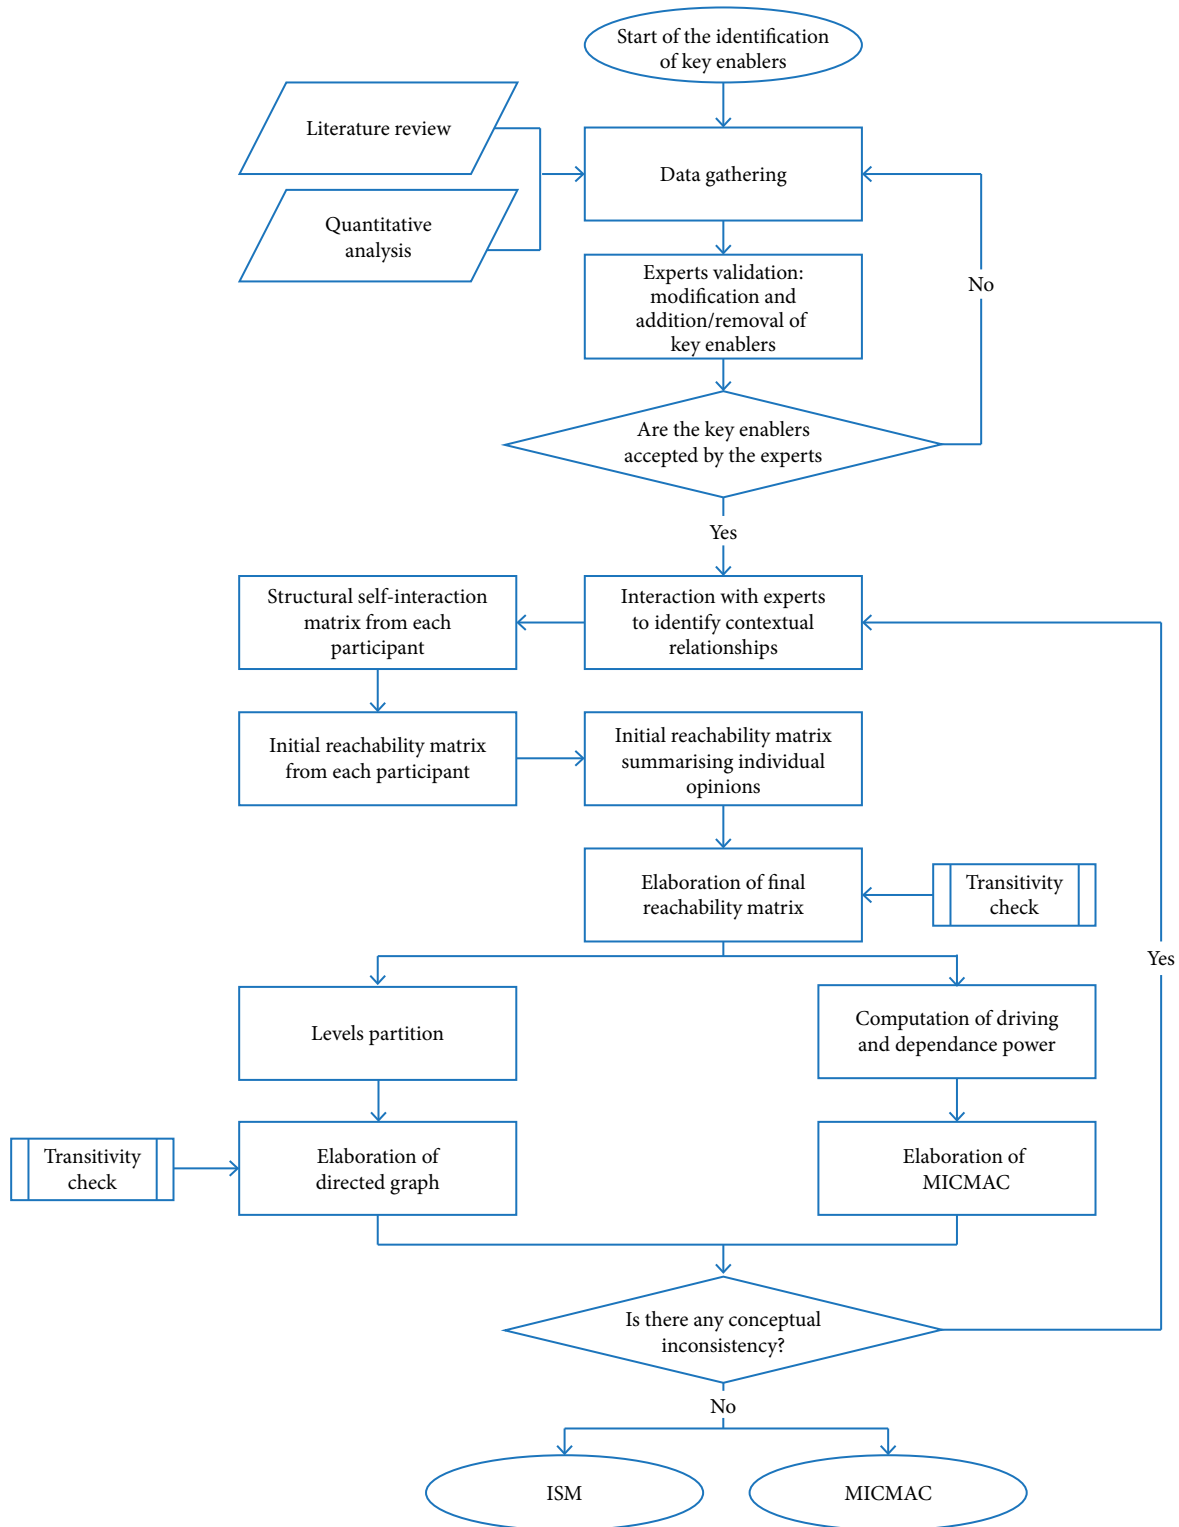 Start of the identification
of key enablers
Literature review
Data gathering
Quantitative
analysis
Experts validation:
modification and
addition/removal of
key enablers
No
Are the key enablers
accepted by the experts
Yes
Structural self-interaction
matrix from each
participant
Interaction with experts
to identify contextual
relationships
Initial reachability matrix
from each participant
Initial reachability matrix
summarising individual
opinions
Elaboration of final
reachability matrix
Transitivity
check
Yes
Levels partition
Computation of driving
and dependance power
Transitivity
check
Elaboration of
directed graph
Elaboration of
MICMAC
Is there any conceptual
inconsistency?
No
ISM
MICMAC